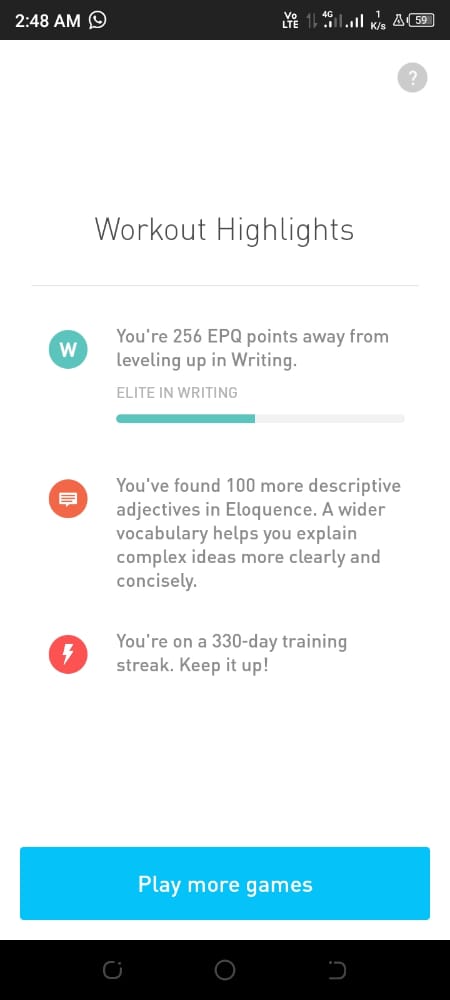 2:48 AM
Vo LTE 4G 1 K/s 59
?
Workout Highlights
W
You're 256 EPQ points away from
leveling up in Writing.
ELITE IN WRITING
You've found 100 more descriptive
adjectives in Eloquence. A wider
vocabulary helps you explain
complex ideas more clearly and
concisely.
You're on a 330-day training
streak. Keep it up!
Play more games